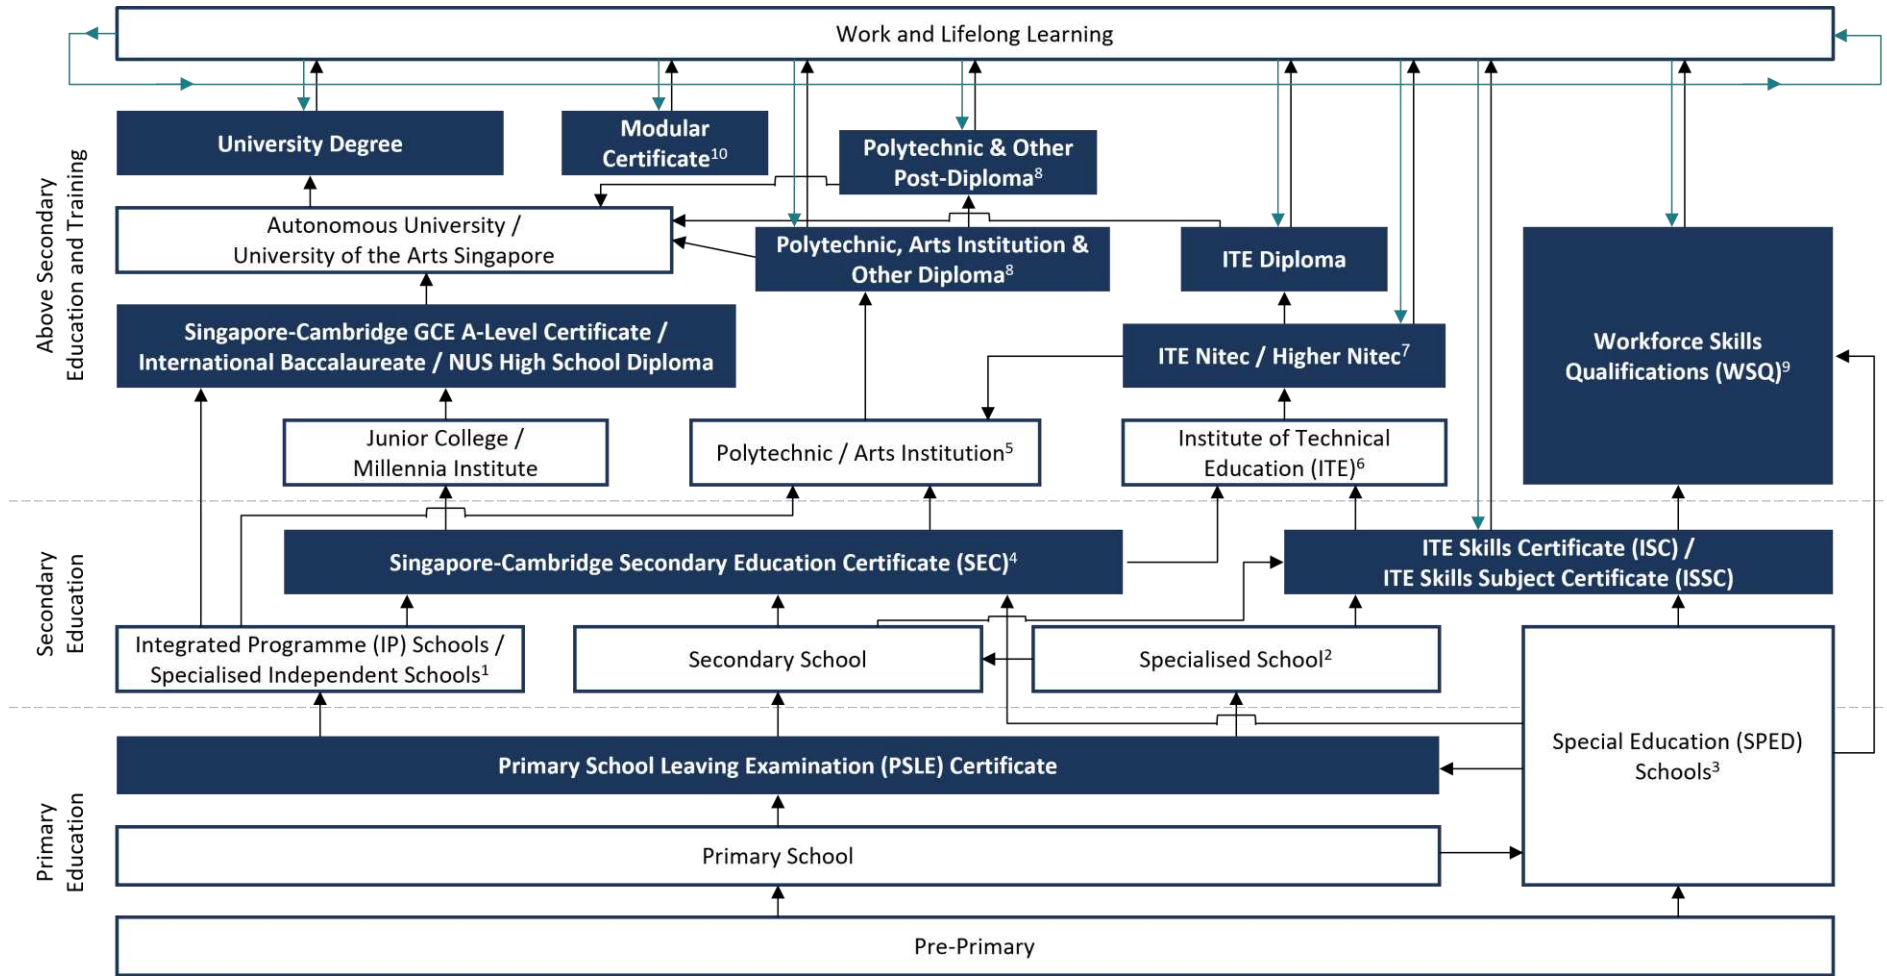 Work and Lifelong Learning
Above Secondary
Education and Training
University Degree
Modular
Certificate¹⁰
Polytechnic & Other
Post-Diploma⁸
Autonomous University /
University of the Arts Singapore
Polytechnic, Arts Institution &
Other Diploma⁸
ITE Diploma
Singapore-Cambridge GCE A-Level Certificate /
International Baccalaureate / NUS High School Diploma
ITE Nitec / Higher Nitec⁷
Workforce Skills
Qualifications (WSQ)⁹
Junior College /
Millennia Institute
Polytechnic / Arts Institution⁵
Institute of Technical
Education (ITE)⁶
Secondary
Education
Singapore-Cambridge Secondary Education Certificate (SEC)⁴
ITE Skills Certificate (ISC) /
ITE Skills Subject Certificate (ISSC)
Integrated Programme (IP) Schools /
Specialised Independent Schools¹
Secondary School
Specialised School²
Primary
Education
Primary School Leaving Examination (PSLE) Certificate
Special Education (SPED)
Schools³
Primary School
Pre-Primary